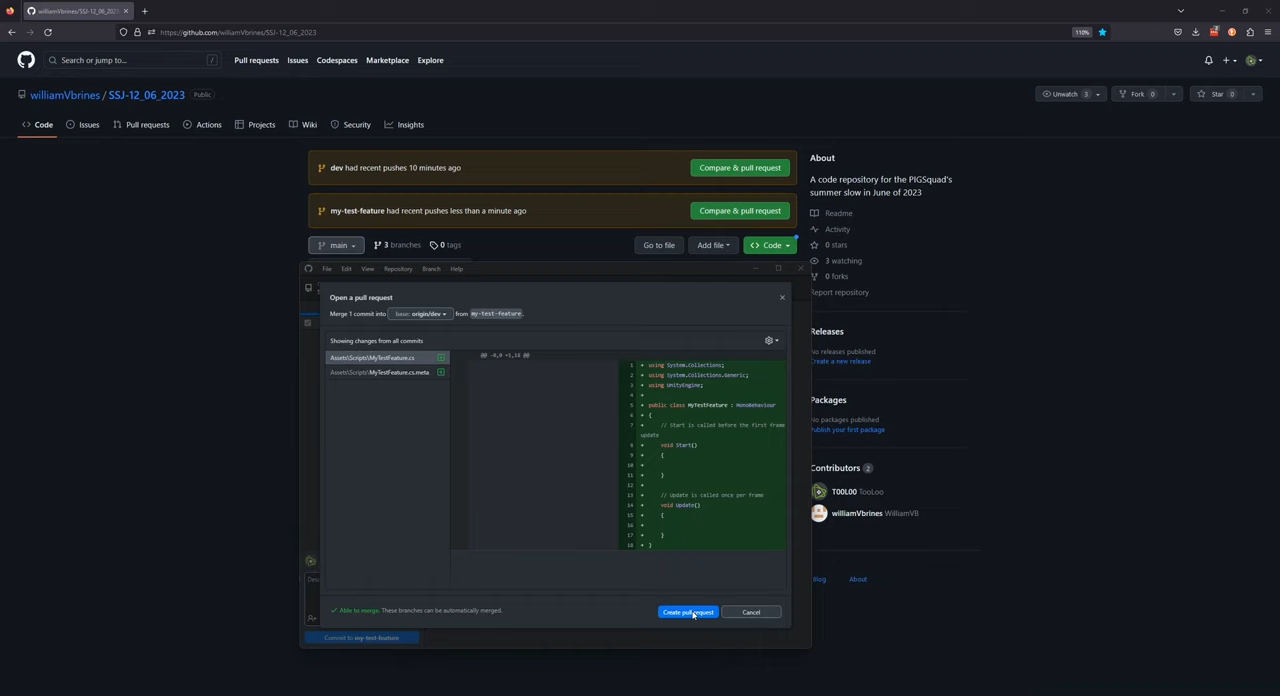 williamVbrines/SSJ-12_06_2023
https://github.com/williamVbrines/SSJ-12_06_2023
110%
Search or jump to...
/
Pull requests
Issues
Codespaces
Marketplace
Explore
williamVbrines / SSJ-12_06_2023
Public
Unwatch 3
Fork 0
Star 0
Code
Issues
Pull requests
Actions
Projects
Wiki
Security
Insights
dev had recent pushes 10 minutes ago
Compare & pull request
my-test-feature had recent pushes less than a minute ago
Compare & pull request
main
3 branches
0 tags
Go to file
Add file
Code
About
A code repository for the PIGSquad's
summer slow in June of 2023
Readme
Activity
0 stars
3 watching
0 forks
Report repository
Releases
No releases published
Create a new release
Packages
No packages published
Publish your first package
Contributors 2
T00L00 TooLoo
williamVbrines WilliamVB
Blog
About
File
Edit
View
Repository
Branch
Help
Open a pull request
Merge 1 commit into base: origin/dev from my-test-feature.
Showing changes from all commits
Assets\Scripts\MyTestFeature.cs
Assets\Scripts\MyTestFeature.cs.meta
@@ -0,0 +1,18 @@
1 + using System.Collections;
2 + using System.Collections.Generic;
3 + using UnityEngine;
4 +
5 + public class MyTestFeature : MonoBehaviour
6 + {
7 + // Start is called before the first frame
update
8 + void Start()
9 + {
10 +
11 + }
12 +
13 + // Update is called once per frame
14 + void Update()
15 + {
16 +
17 + }
18 + }
Able to merge. These branches can be automatically merged.
Create pull request
Cancel
Commit to my-test-feature